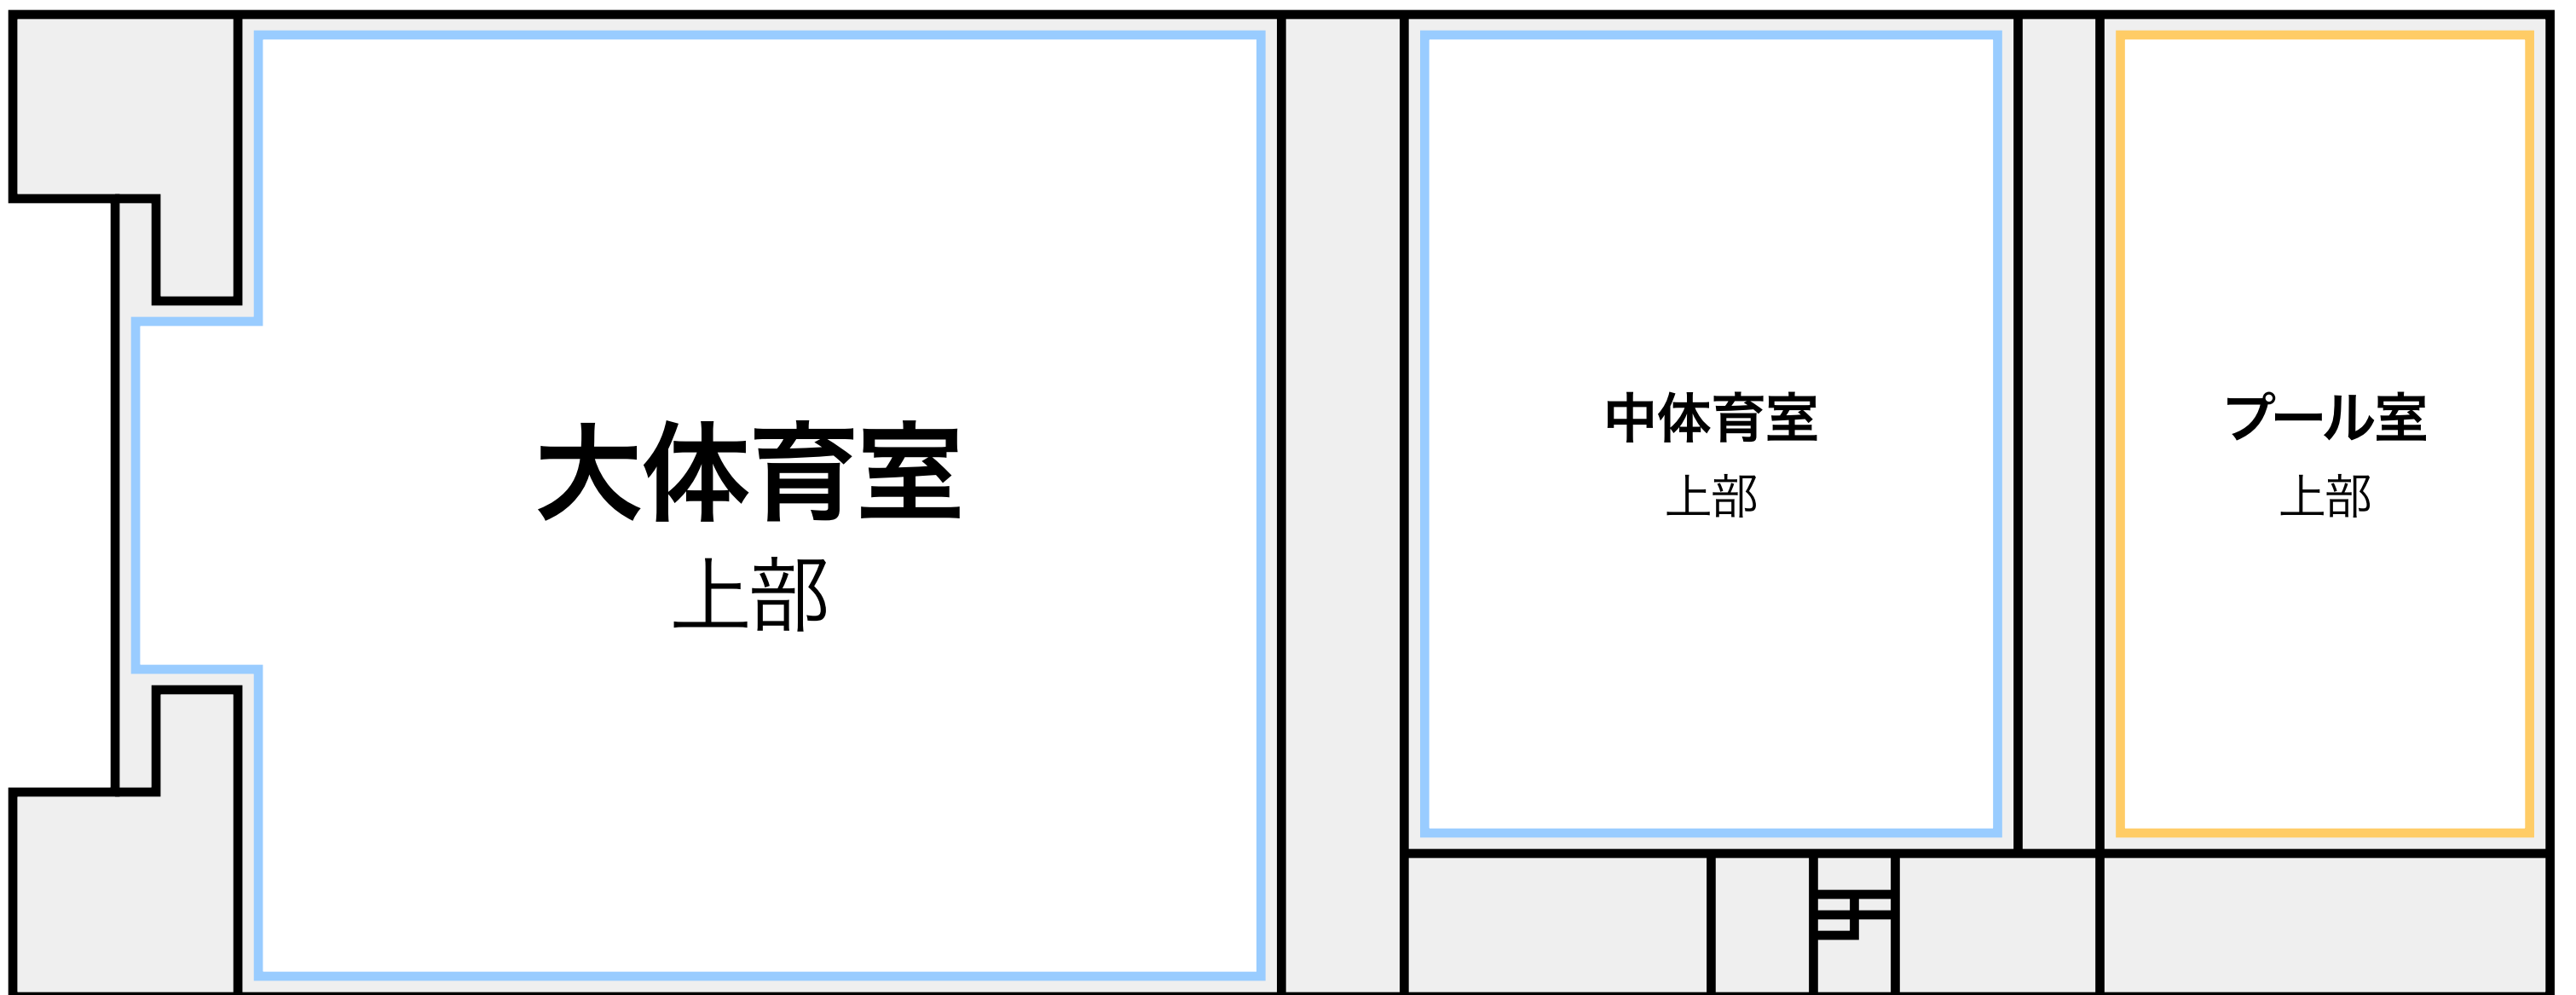 大体育室
上部
中体育室
上部
プール室
上部